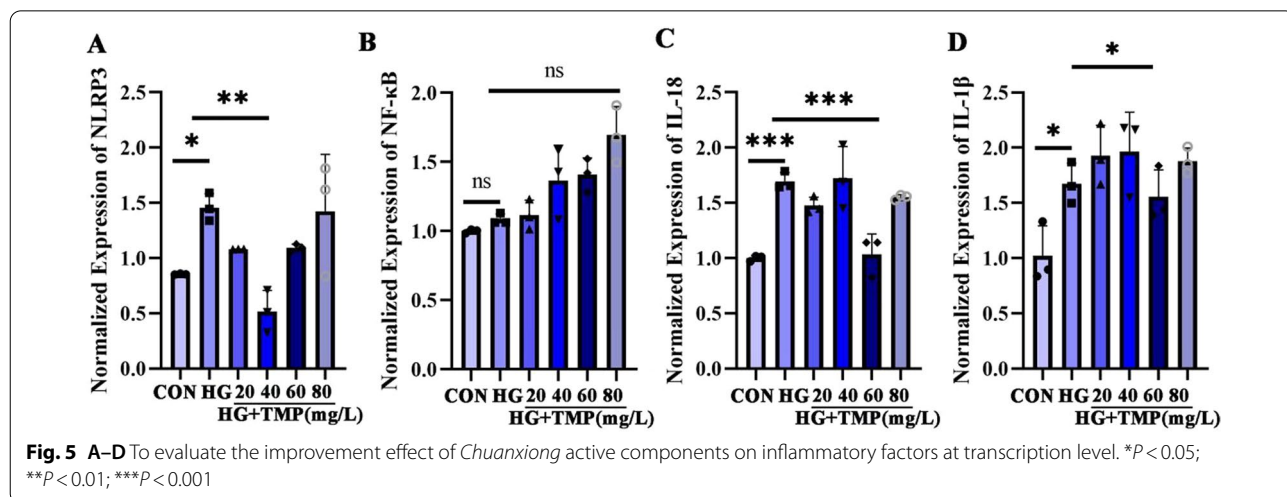 A
Normalized Expression of NLRP3
2.5
2.0
1.5
1.0
0.5
0.0
*
**
CON HG 20 40 60 80
HG+TMP(mg/L)
B
Normalized Expression of NF-κB
2.0
1.5
1.0
0.5
0.0
ns
ns
CON HG 20 40 60 80
HG+TMP(mg/L)
C
Normalized Expression of IL-18
2.5
2.0
1.5
1.0
0.5
0.0
***
***
CON HG 20 40 60 80
HG+TMP(mg/L)
D
Normalized Expression of IL-1β
2.5
2.0
1.5
1.0
0.5
0.0
*
*
CON HG 20 40 60 80
HG+TMP(mg/L)
Fig. 5 A–D To evaluate the improvement effect of Chuanxiong active components on inflammatory factors at transcription level. *P < 0.05;
**P < 0.01; ***P < 0.001